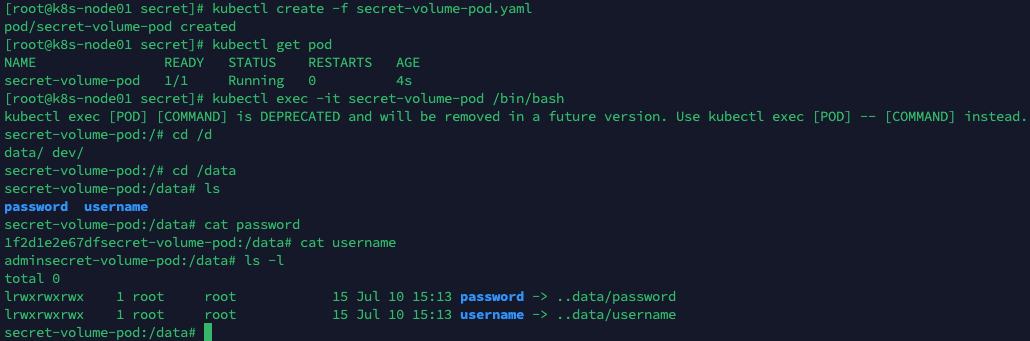 [root@k8s-node01 secret]# kubectl create -f secret-volume-pod.yaml
pod/secret-volume-pod created
[root@k8s-node01 secret]# kubectl get pod
NAME                READY   STATUS    RESTARTS   AGE
secret-volume-pod   1/1     Running   0          4s
[root@k8s-node01 secret]# kubectl exec -it secret-volume-pod /bin/bash
kubectl exec [POD] [COMMAND] is DEPRECATED and will be removed in a future version. Use kubectl exec [POD] -- [COMMAND] instead.
secret-volume-pod:/# cd /d
data/ dev/
secret-volume-pod:/# cd /data
secret-volume-pod:/data# ls
password  username
secret-volume-pod:/data# cat password
1f2d1e2e67dfsecret-volume-pod:/data# cat username
adminsecret-volume-pod:/data# ls -l
total 0
lrwxrwxrwx    1 root     root            15 Jul 10 15:13 password -> ..data/password
lrwxrwxrwx    1 root     root            15 Jul 10 15:13 username -> ..data/username
secret-volume-pod:/data#